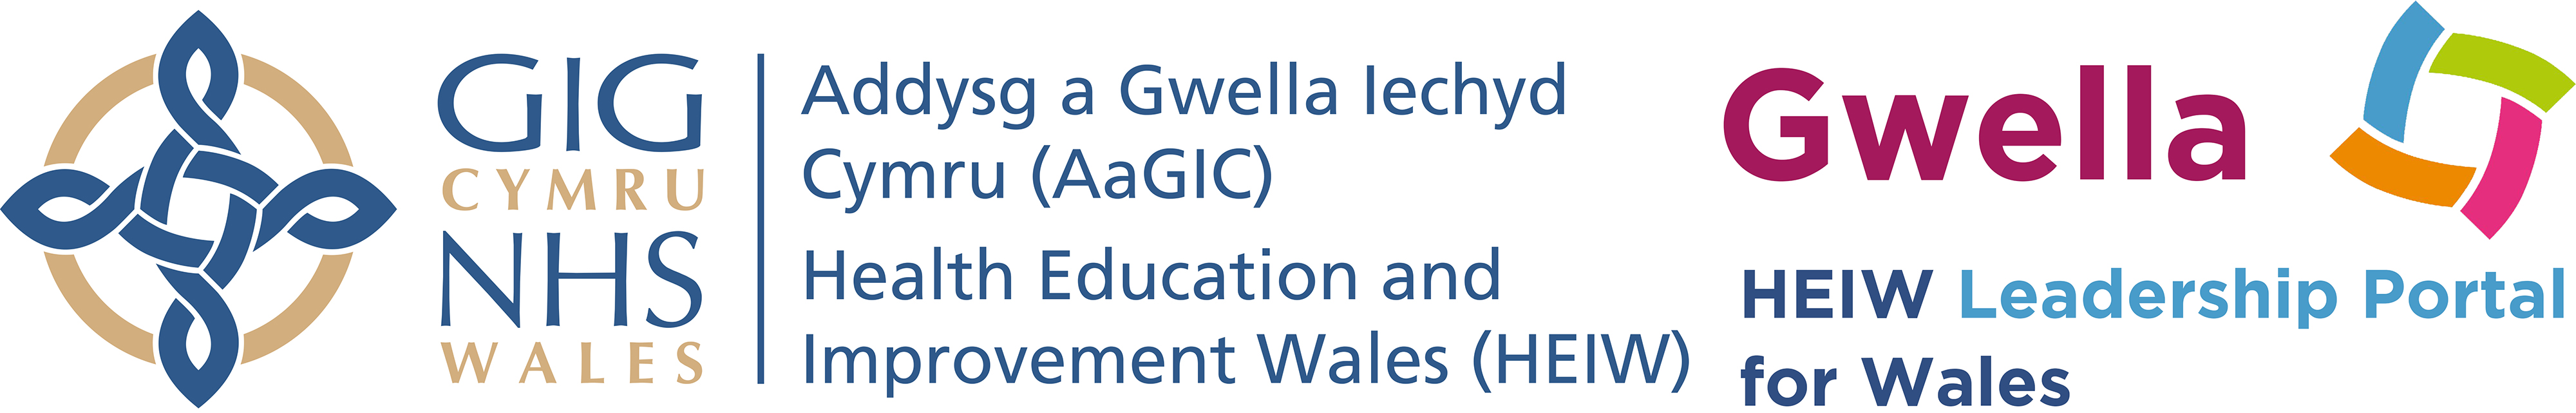 GIG
CYMRU
NHS
WALES
Addysg a Gwella Iechyd
Cymru (AaGIC)
Health Education and
Improvement Wales (HEIW)
Gwella
HEIW Leadership Portal
for Wales